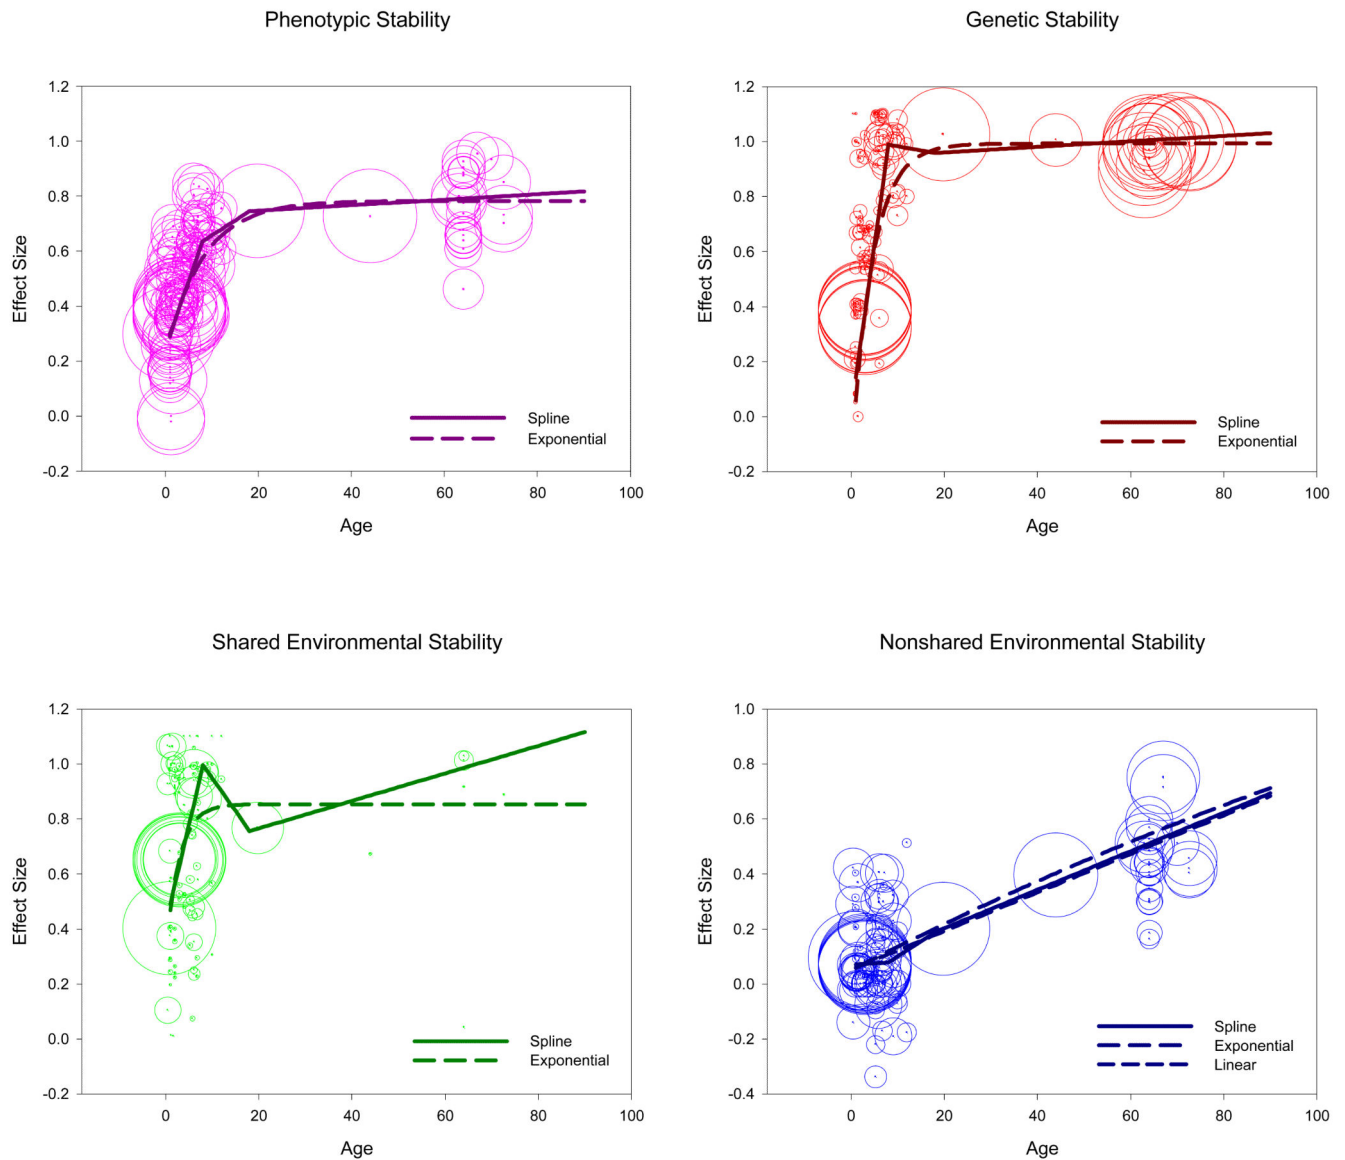 Phenotypic Stability
Genetic Stability
1.2
1.0
0.8
0.6
0.4
0.2
0.0
-0.2
Effect Size
0 20 40 60 80 100
Age
Spline
Exponential
1.2
1.0
0.8
0.6
0.4
0.2
0.0
-0.2
Effect Size
0 20 40 60 80 100
Age
Spline
Exponential
Shared Environmental Stability
Nonshared Environmental Stability
1.2
1.0
0.8
0.6
0.4
0.2
0.0
-0.2
Effect Size
0 20 40 60 80 100
Age
Spline
Exponential
1.0
0.8
0.6
0.4
0.2
0.0
-0.2
-0.4
Effect Size
0 20 40 60 80 100
Age
Spline
Exponential
Linear